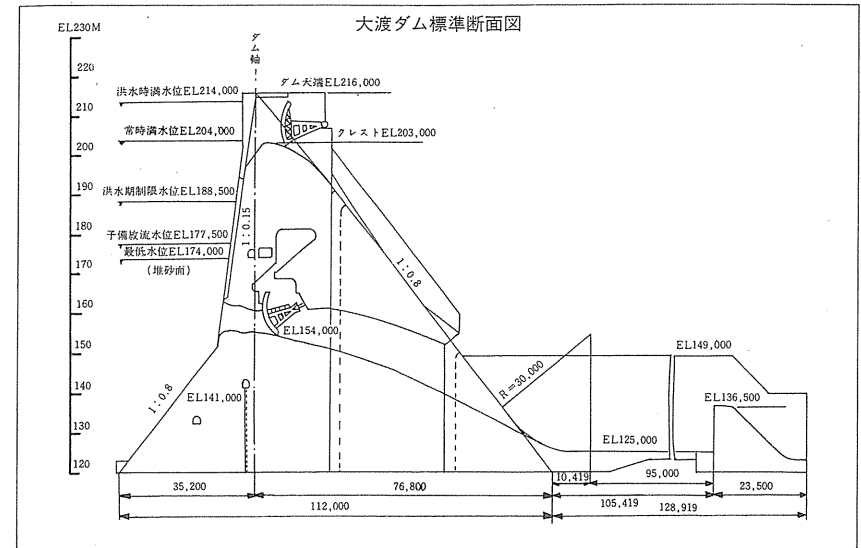 大渡ダム標準断面図
EL230M
220
210
200
190
180
170
160
150
140
130
120
ダム軸
洪水時満水位EL214,000
常時満水位EL204,000
洪水期制限水位EL188,500
予備放流水位EL177,500
最低水位EL174,000
(堆砂面)
ダム天端EL216,000
クレストEL203,000
1:0.15
1:0.8
EL154,000
1:0.8
EL141,000
R=30,000
EL149,000
EL136,500
EL125,000
35,200
76,800
10,419
95,000
23,500
112,000
105,419
128,919